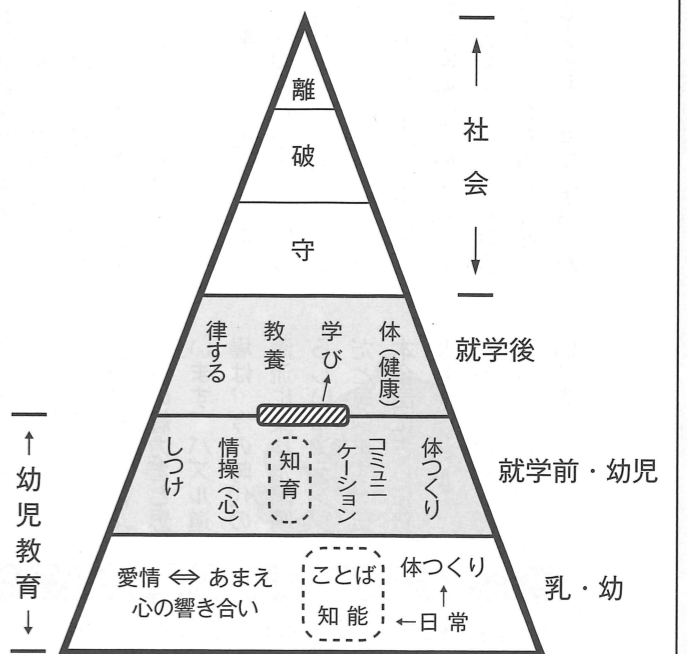 離
破
守
社会
律する
教養
学び
体(健康)
就学後
しつけ
情操(心)
知育
コミュニケーション
体つくり
就学前・幼児
幼児教育
愛情 ⇔ あまえ
心の響き合い
ことば
知能
体つくり
↑
←日常
乳・幼